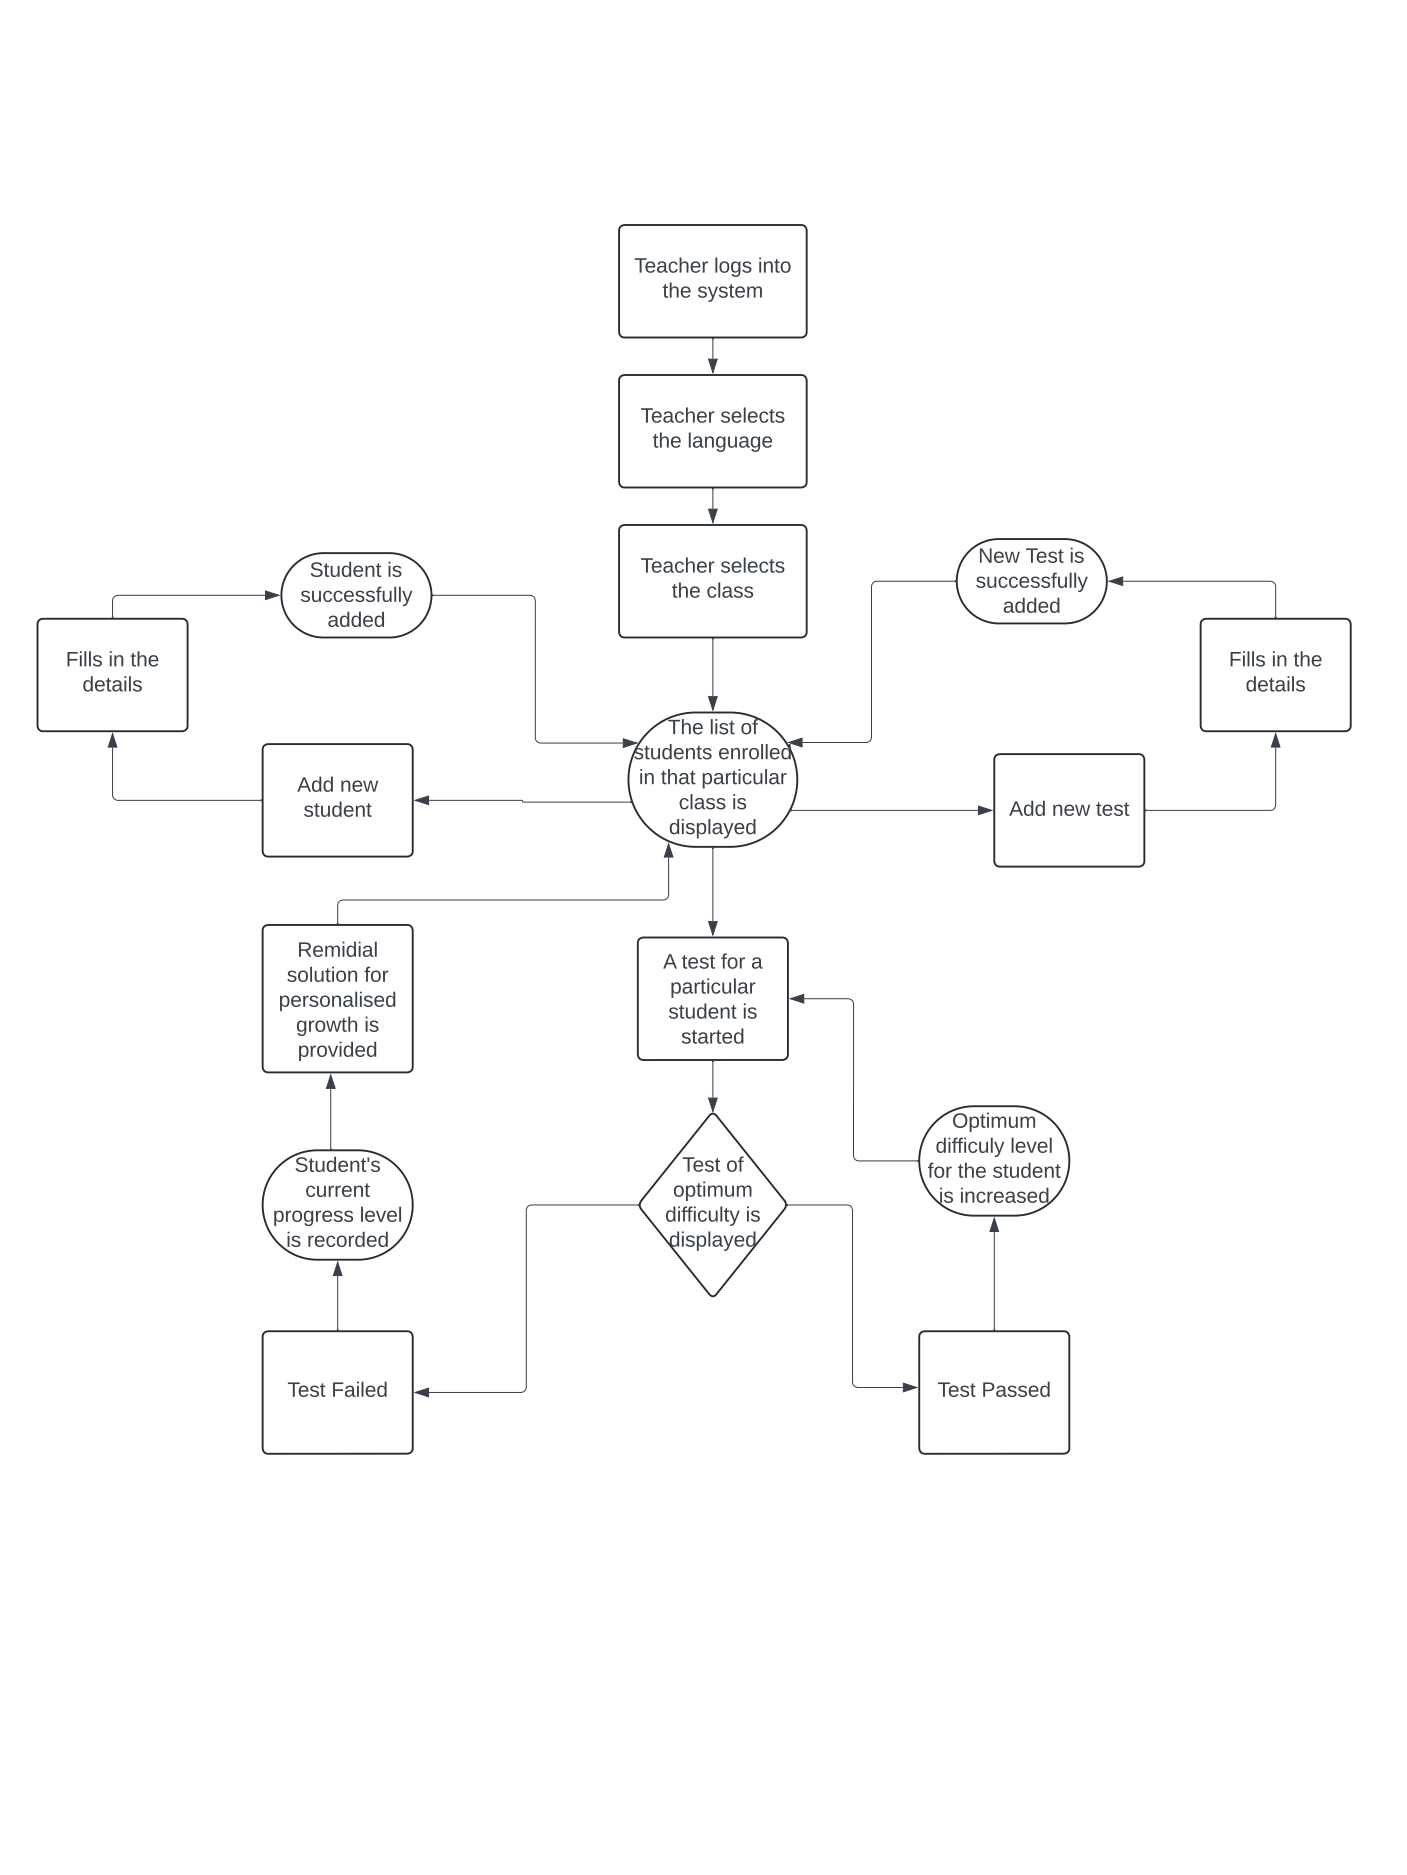 Teacher logs into
the system
Teacher selects
the language
Teacher selects
the class
Student is
successfully
added
New Test is
successfully
added
Fills in the
details
Fills in the
details
The list of
students enrolled
in that particular
class is
displayed
Add new
student
Add new test
Remidial
solution for
personalised
growth is
provided
A test for a
particular
student is
started
Optimum
difficuly level
for the student
is increased
Student's
current
progress level
is recorded
Test of
optimum
difficulty is
displayed
Test Failed
Test Passed